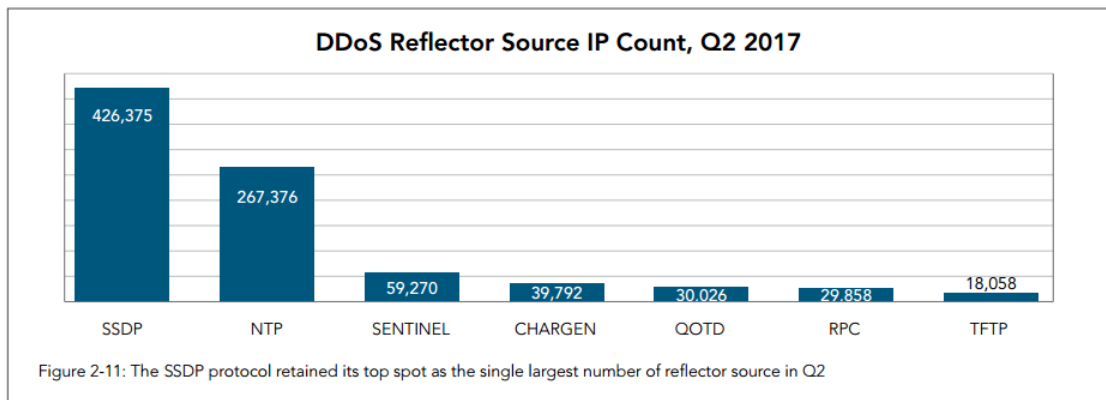 DDoS Reflector Source IP Count, Q2 2017
426,375
267,376
59,270
39,792
30,026
29,858
18,058
SSDP NTP SENTINEL CHARGEN QOTD RPC TFTP
Figure 2-11: The SSDP protocol retained its top spot as the single largest number of reflector source in Q2